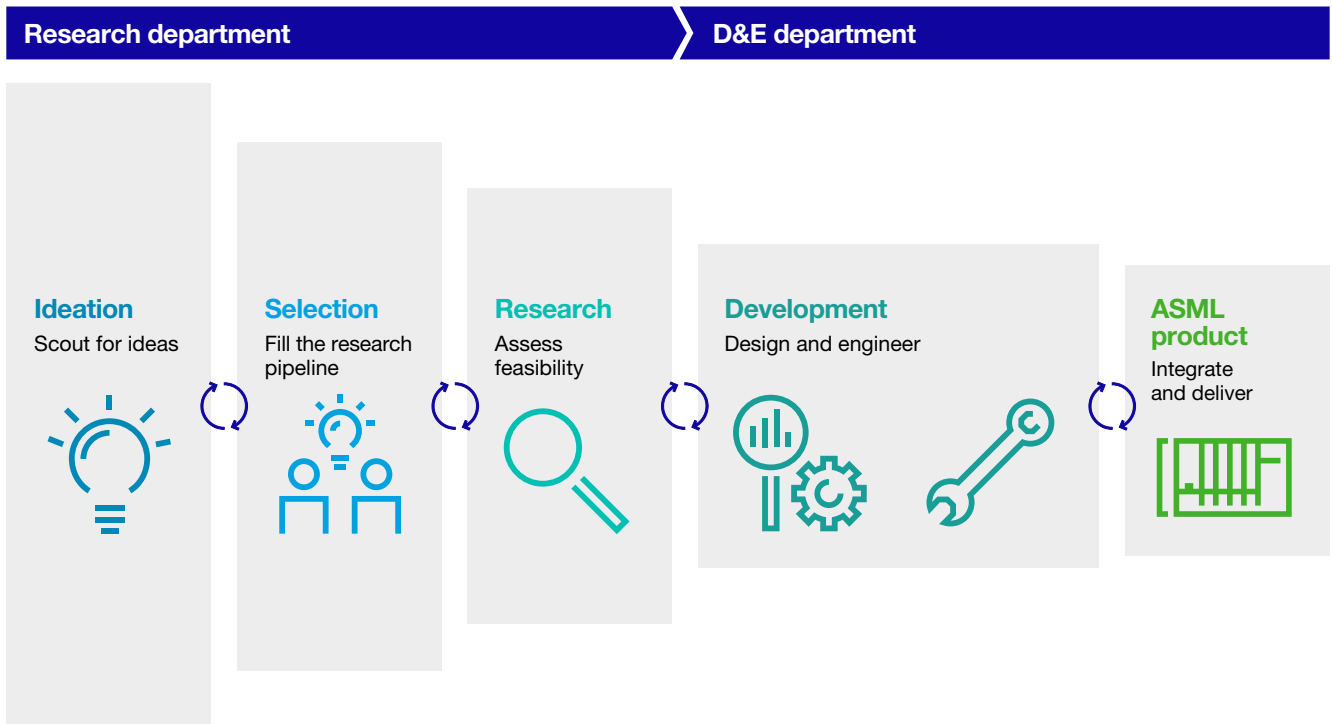 Research department
D&E department
Ideation
Scout for ideas
Selection
Fill the research
pipeline
Research
Assess
feasibility
Development
Design and engineer
ASML
product
Integrate
and deliver